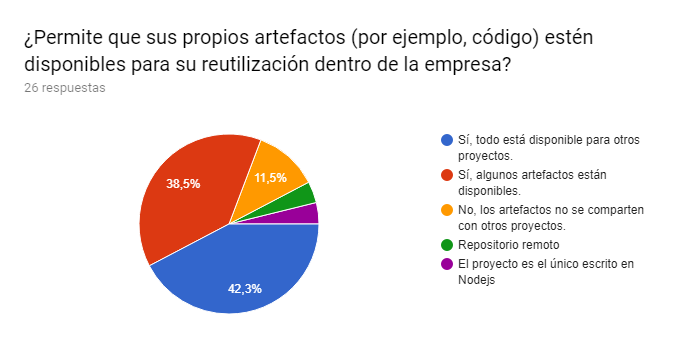 ¿Permite que sus propios artefactos (por ejemplo, código) estén
disponibles para su reutilización dentro de la empresa?
26 respuestas
38,5%
11,5%
42,3%
Sí, todo está disponible para otros
proyectos.
Sí, algunos artefactos están
disponibles.
No, los artefactos no se comparten
con otros proyectos.
Repositorio remoto
El proyecto es el único escrito en
Nodejs